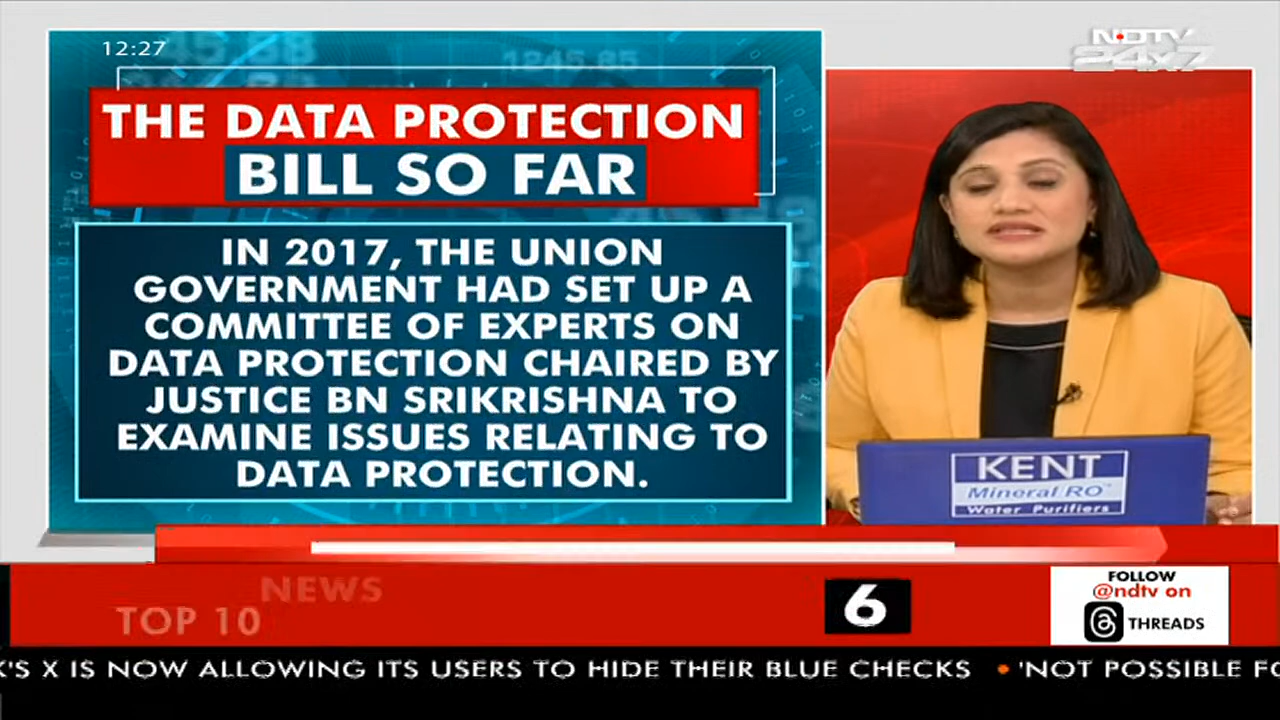 12:27
1245.85
NDTV
24x7
THE DATA PROTECTION
BILL SO FAR
IN 2017, THE UNION
GOVERNMENT HAD SET UP A
COMMITTEE OF EXPERTS ON
DATA PROTECTION CHAIRED BY
JUSTICE BN SRIKRISHNA TO
EXAMINE ISSUES RELATING TO
DATA PROTECTION.
KENT
Mineral RO™
Water Purifiers
NEWS
TOP 10
6
FOLLOW
@ndtv on
THREADS
K'S X IS NOW ALLOWING ITS USERS TO HIDE THEIR BLUE CHECKS • 'NOT POSSIBLE